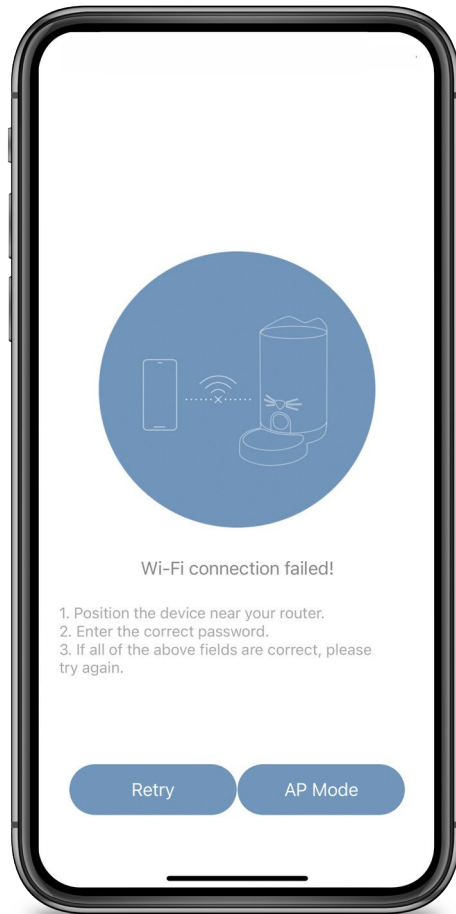 Wi-Fi connection failed!
1. Position the device near your router.
2. Enter the correct password.
3. If all of the above fields are correct, please
try again.
Retry
AP Mode